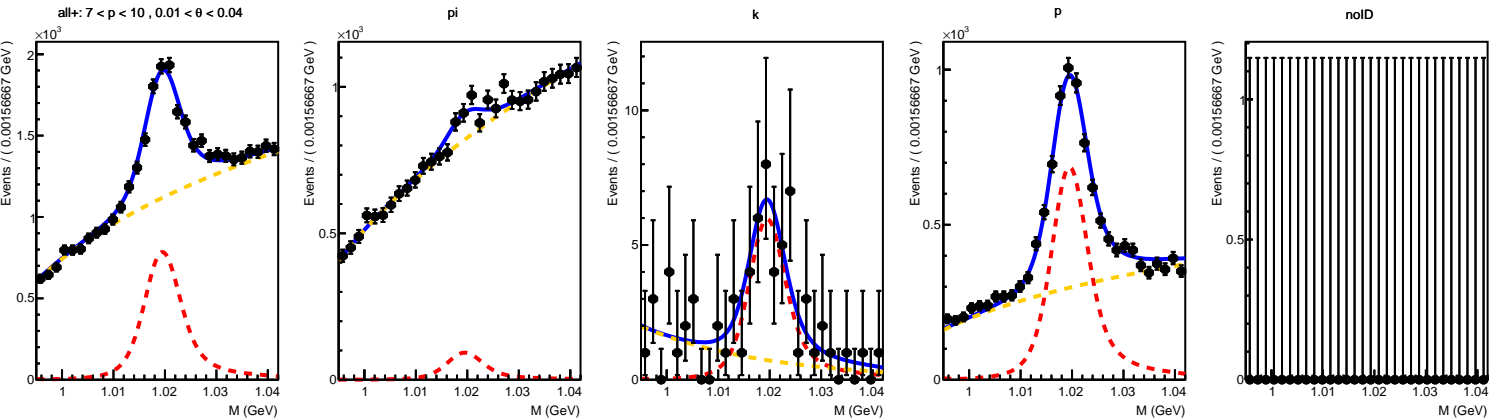 all+: 7 < p < 10 , 0.01 < θ < 0.04
×10³
Events / ( 0.00156667 GeV )
2
1.5
1
0.5
0
1 1.01 1.02 1.03 1.04
M (GeV)
pi
×10³
Events / ( 0.00156667 GeV )
1
0.5
0
1 1.01 1.02 1.03 1.04
M (GeV)
k
Events / ( 0.00156667 GeV )
10
5
0
1 1.01 1.02 1.03 1.04
M (GeV)
p
×10³
Events / ( 0.00156667 GeV )
1
0.5
0
1 1.01 1.02 1.03 1.04
M (GeV)
noID
Events / ( 0.00156667 GeV )
1
0.5
0
1 1.01 1.02 1.03 1.04
M (GeV)